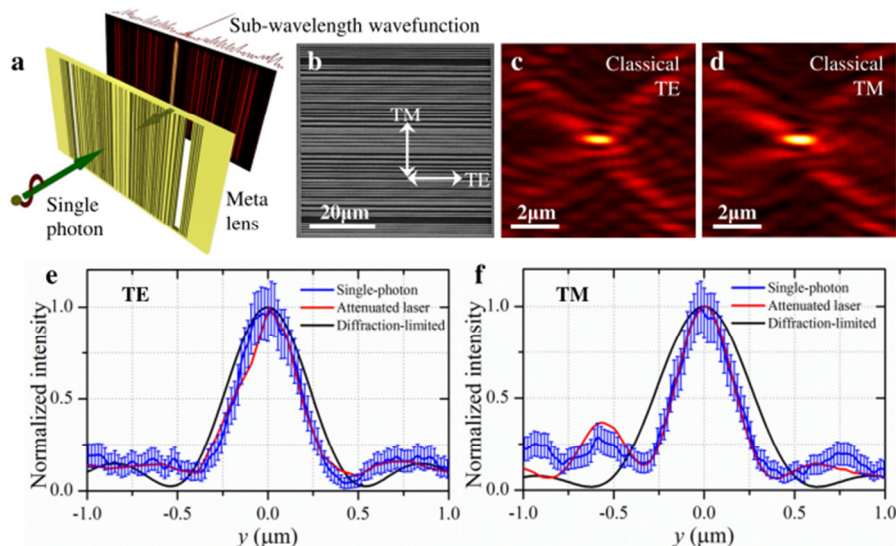 Sub-wavelength wavefunction
a
Single
photon
Meta
lens
b
TM
TE
20μm
c
Classical
TE
2μm
d
Classical
TM
2μm
e
TE
Single-photon
Attenuated laser
Diffraction-limited
Normalized intensity
1.0
0.5
0.0
-1.0 -0.5 0.0 0.5 1.0
y (μm)
f
TM
Single-photon
Attenuated laser
Diffraction-limited
Normalized intensity
1.0
0.5
0.0
-1.0 -0.5 0.0 0.5 1.0
y (μm)